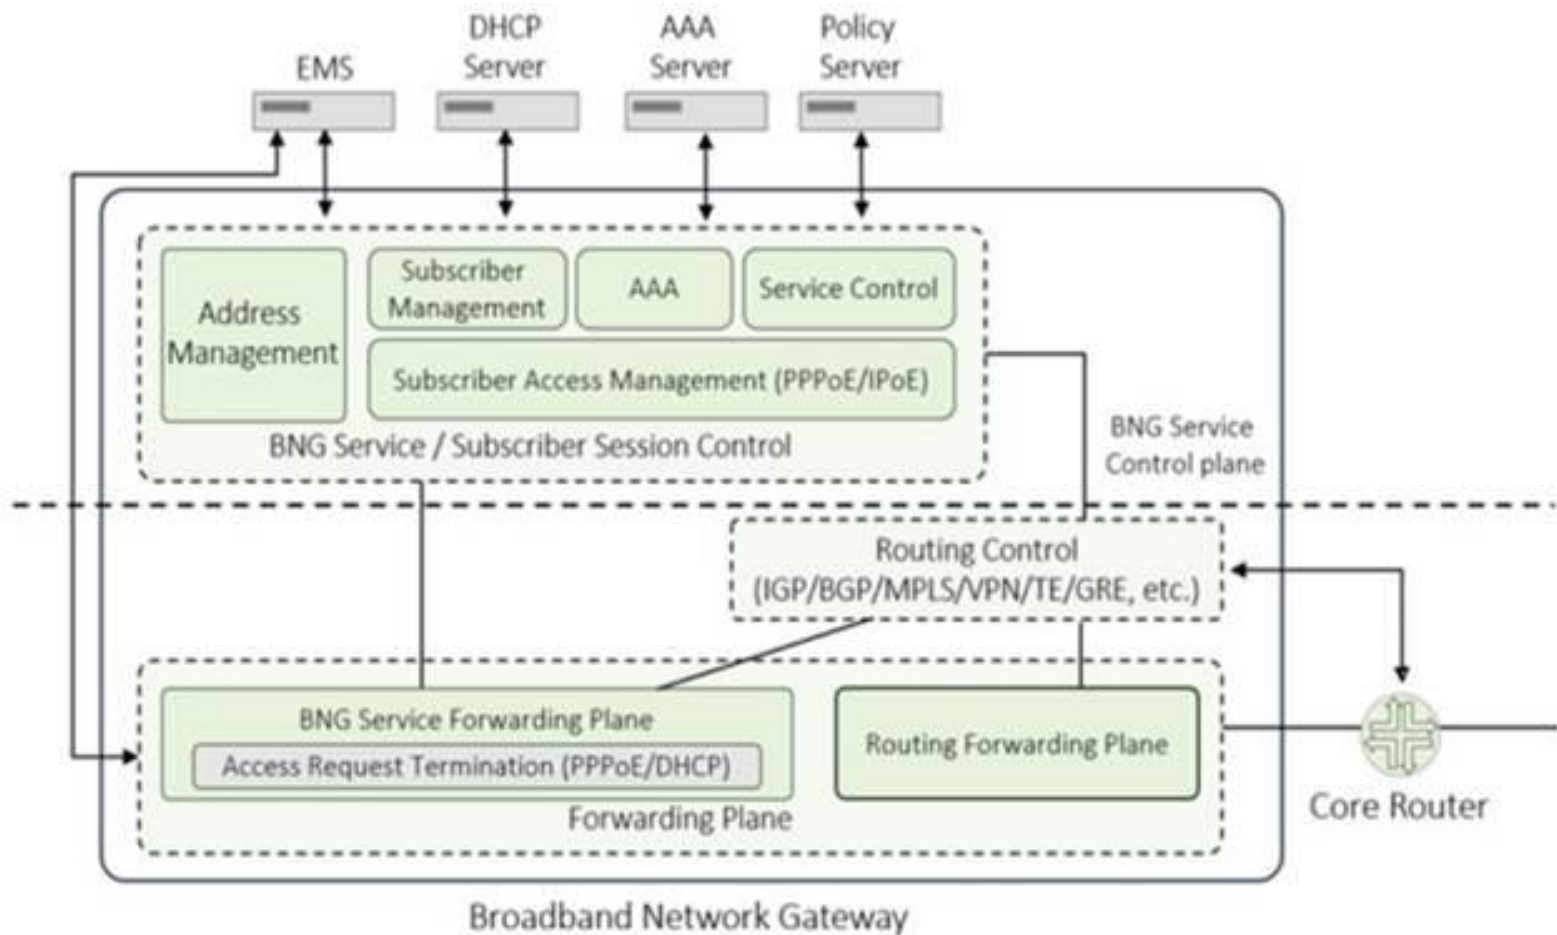 EMS
DHCP
Server
AAA
Server
Policy
Server
Address
Management
Subscriber
Management
AAA
Service Control
Subscriber Access Management (PPPoE/IPoE)
BNG Service / Subscriber Session Control
BNG Service
Control plane
Routing Control
(IGP/BGP/MPLS/VPN/TE/GRE, etc.)
BNG Service Forwarding Plane
Access Request Termination (PPPoE/DHCP)
Routing Forwarding Plane
Forwarding Plane
Core Router
Broadband Network Gateway